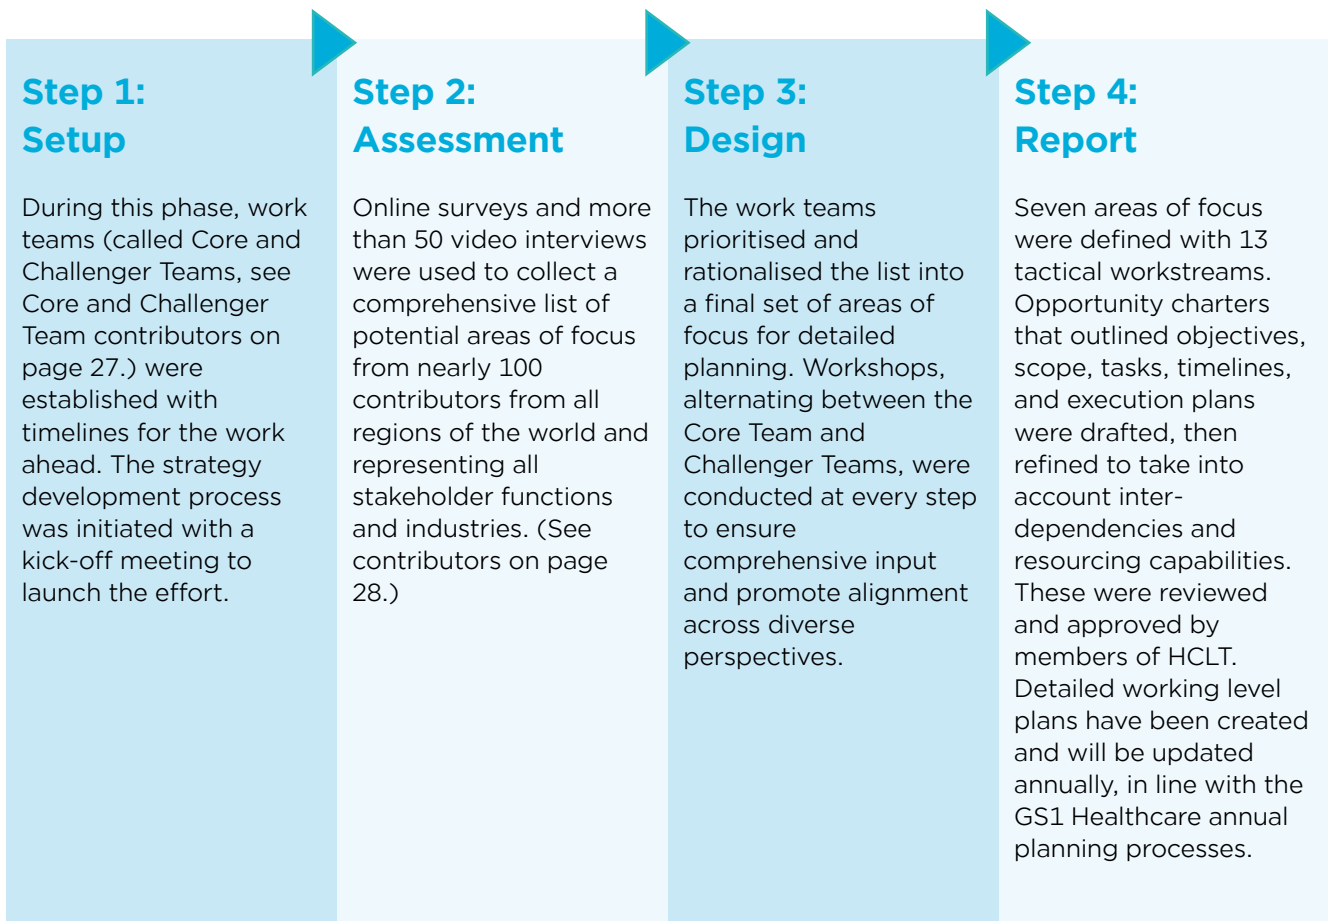 Step 1:
Setup
During this phase, work
teams (called Core and
Challenger Teams, see
Core and Challenger
Team contributors on
page 27.) were
established with
timelines for the work
ahead. The strategy
development process
was initiated with a
kick-off meeting to
launch the effort.
Step 2:
Assessment
Online surveys and more
than 50 video interviews
were used to collect a
comprehensive list of
potential areas of focus
from nearly 100
contributors from all
regions of the world and
representing all
stakeholder functions
and industries. (See
contributors on page
28.)
Step 3:
Design
The work teams
prioritised and
rationalised the list into
a final set of areas of
focus for detailed
planning. Workshops,
alternating between the
Core Team and
Challenger Teams, were
conducted at every step
to ensure
comprehensive input
and promote alignment
across diverse
perspectives.
Step 4:
Report
Seven areas of focus
were defined with 13
tactical workstreams.
Opportunity charters
that outlined objectives,
scope, tasks, timelines,
and execution plans
were drafted, then
refined to take into
account inter-
dependencies and
resourcing capabilities.
These were reviewed
and approved by
members of HCLT.
Detailed working level
plans have been created
and will be updated
annually, in line with the
GS1 Healthcare annual
planning processes.